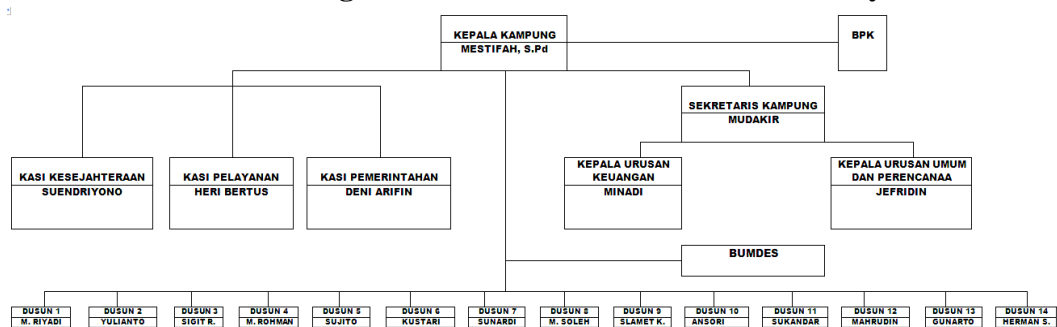 KEPALA KAMPUNG
MESTIFAH, S.Pd
BPK
SEKRETARIS KAMPUNG
MUDAKIR
KASI KESEJAHTERAAN
SUENDRIYONO
KASI PELAYANAN
HERI BERTUS
KASI PEMERINTAHAN
DENI ARIFIN
KEPALA URUSAN
KEUANGAN
MINADI
KEPALA URUSAN UMUM
DAN PERENCANAA
JEFRIDIN
BUMDES
DUSUN 1
M. RIYADI
DUSUN 2
YULIANTO
DUSUN 3
SIGIT R.
DUSUN 4
M. ROHMAN
DUSUN 5
SUJITO
DUSUN 6
KUSTARI
DUSUN 7
SUNARDI
DUSUN 8
M. SOLEH
DUSUN 9
SLAMET K.
DUSUN 10
ANSORI
DUSUN 11
SUKANDAR
DUSUN 12
MAHRUDIN
DUSUN 13
GUNARTO
DUSUN 14
HERMAN S.